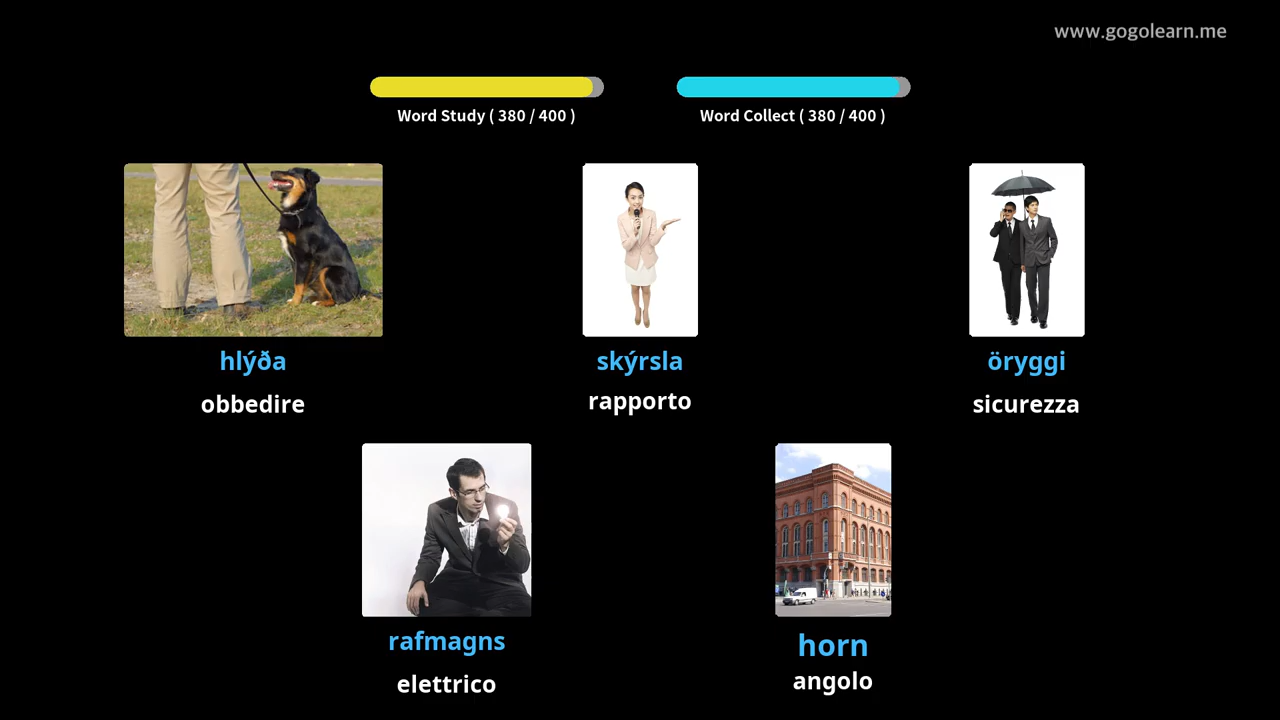 www.gogolearn.me
Word Study ( 380 / 400 )
Word Collect ( 380 / 400 )
hlýða
obbedire
skýrsla
rapporto
öryggi
sicurezza
rafmagns
elettrico
horn
angolo